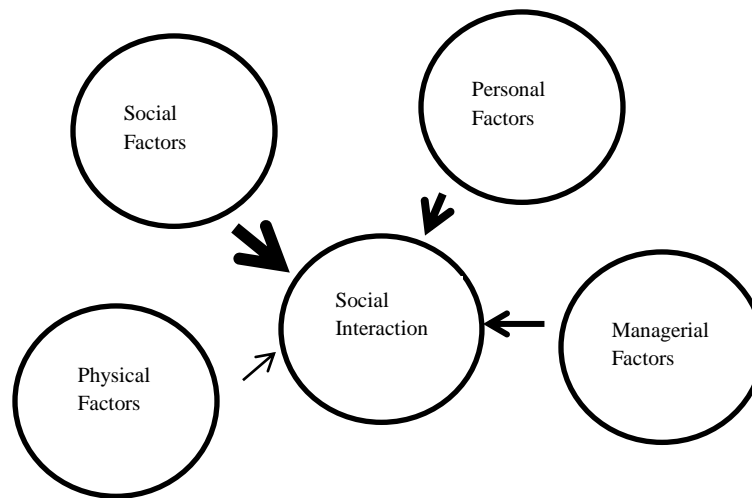 Social
Factors
Personal
Factors
Social
Interaction
Managerial
Factors
Physical
Factors